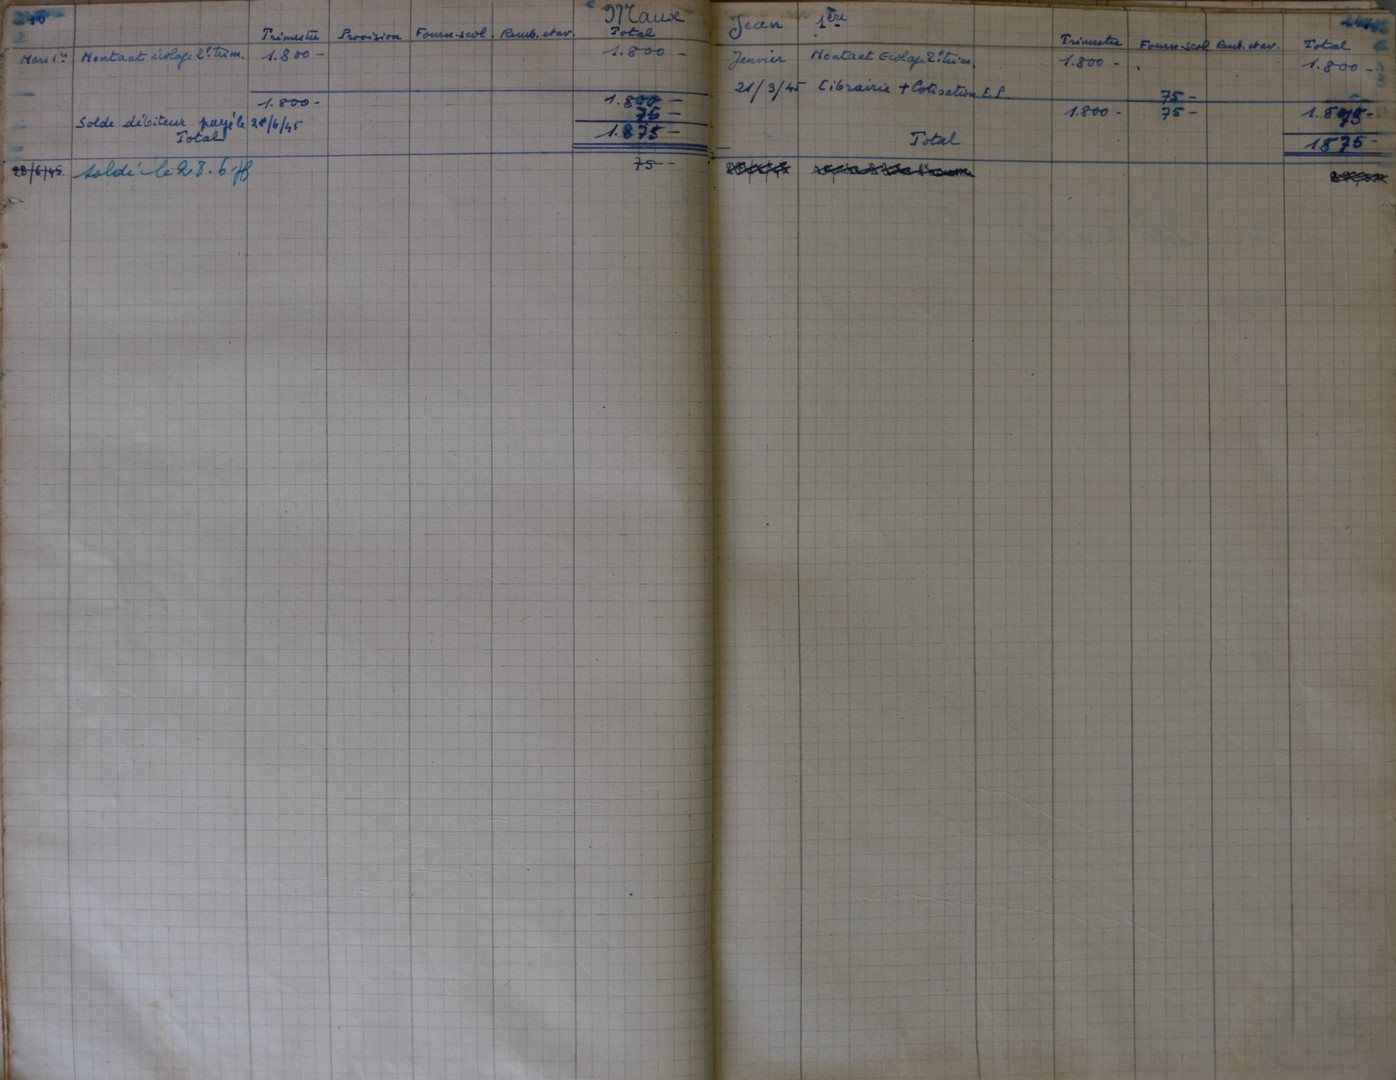 Maux Jean 1ère
Trimestre Provision Fourn-scol. Remb. et av. Total
Mars 1er Montant écolage 2e trim. 1.800 - 1.800 -
1.800 - 1.800 -
75 -
Solde débiteur payé le 28/6/45
Total 1.875 -
28/6/45 soldé le 28.6.45 75 -
Trimestre Fourn-scol Remb. et av. Total
Janvier Montant Ecolage 2e trim. 1.800 - 1.800 -
21/3/45 Librairie + Cotisation E.P. 75 -
1.800 - 75 - 1.875 -
Total 1875 -